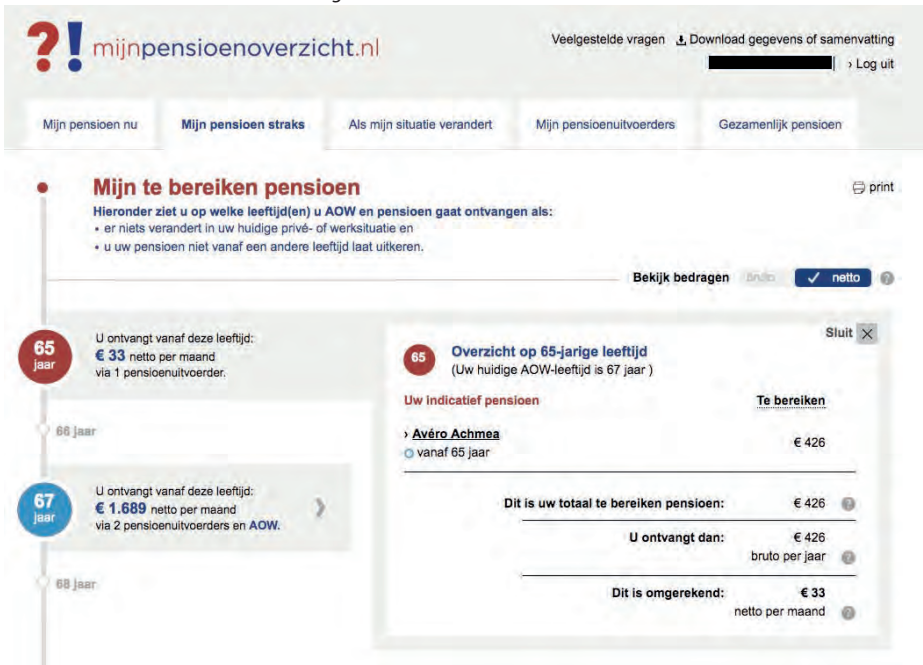 ?! mijnpensioenoverzicht.nl
Veelgestelde vragen Download gegevens of samenvatting
› Log uit
Mijn pensioen nu
Mijn pensioen straks
Als mijn situatie verandert
Mijn pensioenuitvoerders
Gezamenlijk pensioen
Mijn te bereiken pensioen
print
Hieronder ziet u op welke leeftijd(en) u AOW en pensioen gaat ontvangen als:
• er niets verandert in uw huidige privé- of werksituatie en
• u uw pensioen niet vanaf een andere leeftijd laat uitkeren.
Bekijk bedragen bruto ✓ netto ?
65 jaar
U ontvangt vanaf deze leeftijd:
€ 33 netto per maand
via 1 pensioenuitvoerder.
66 jaar
67 jaar
U ontvangt vanaf deze leeftijd:
€ 1.689 netto per maand
via 2 pensioenuitvoerders en AOW.
68 jaar
Sluit X
65 Overzicht op 65-jarige leeftijd
(Uw huidige AOW-leeftijd is 67 jaar )
Uw indicatief pensioen Te bereiken
› Avéro Achmea € 426
vanaf 65 jaar
Dit is uw totaal te bereiken pensioen: € 426 ?
U ontvangt dan: € 426
bruto per jaar ?
Dit is omgerekend: € 33
netto per maand ?